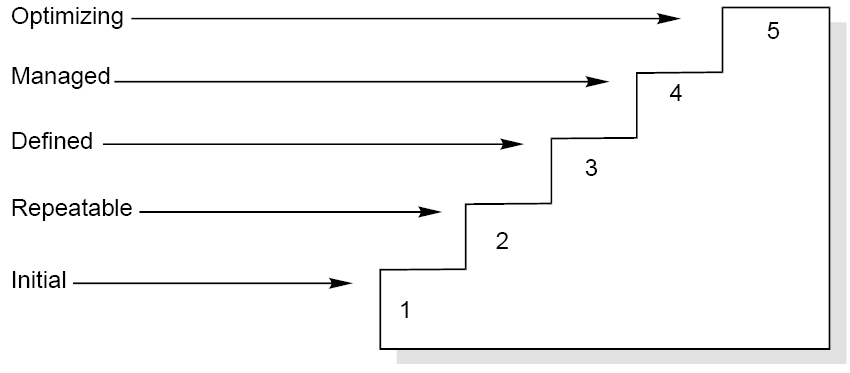 Optimizing
5
Managed
4
Defined
3
Repeatable
2
Initial
1